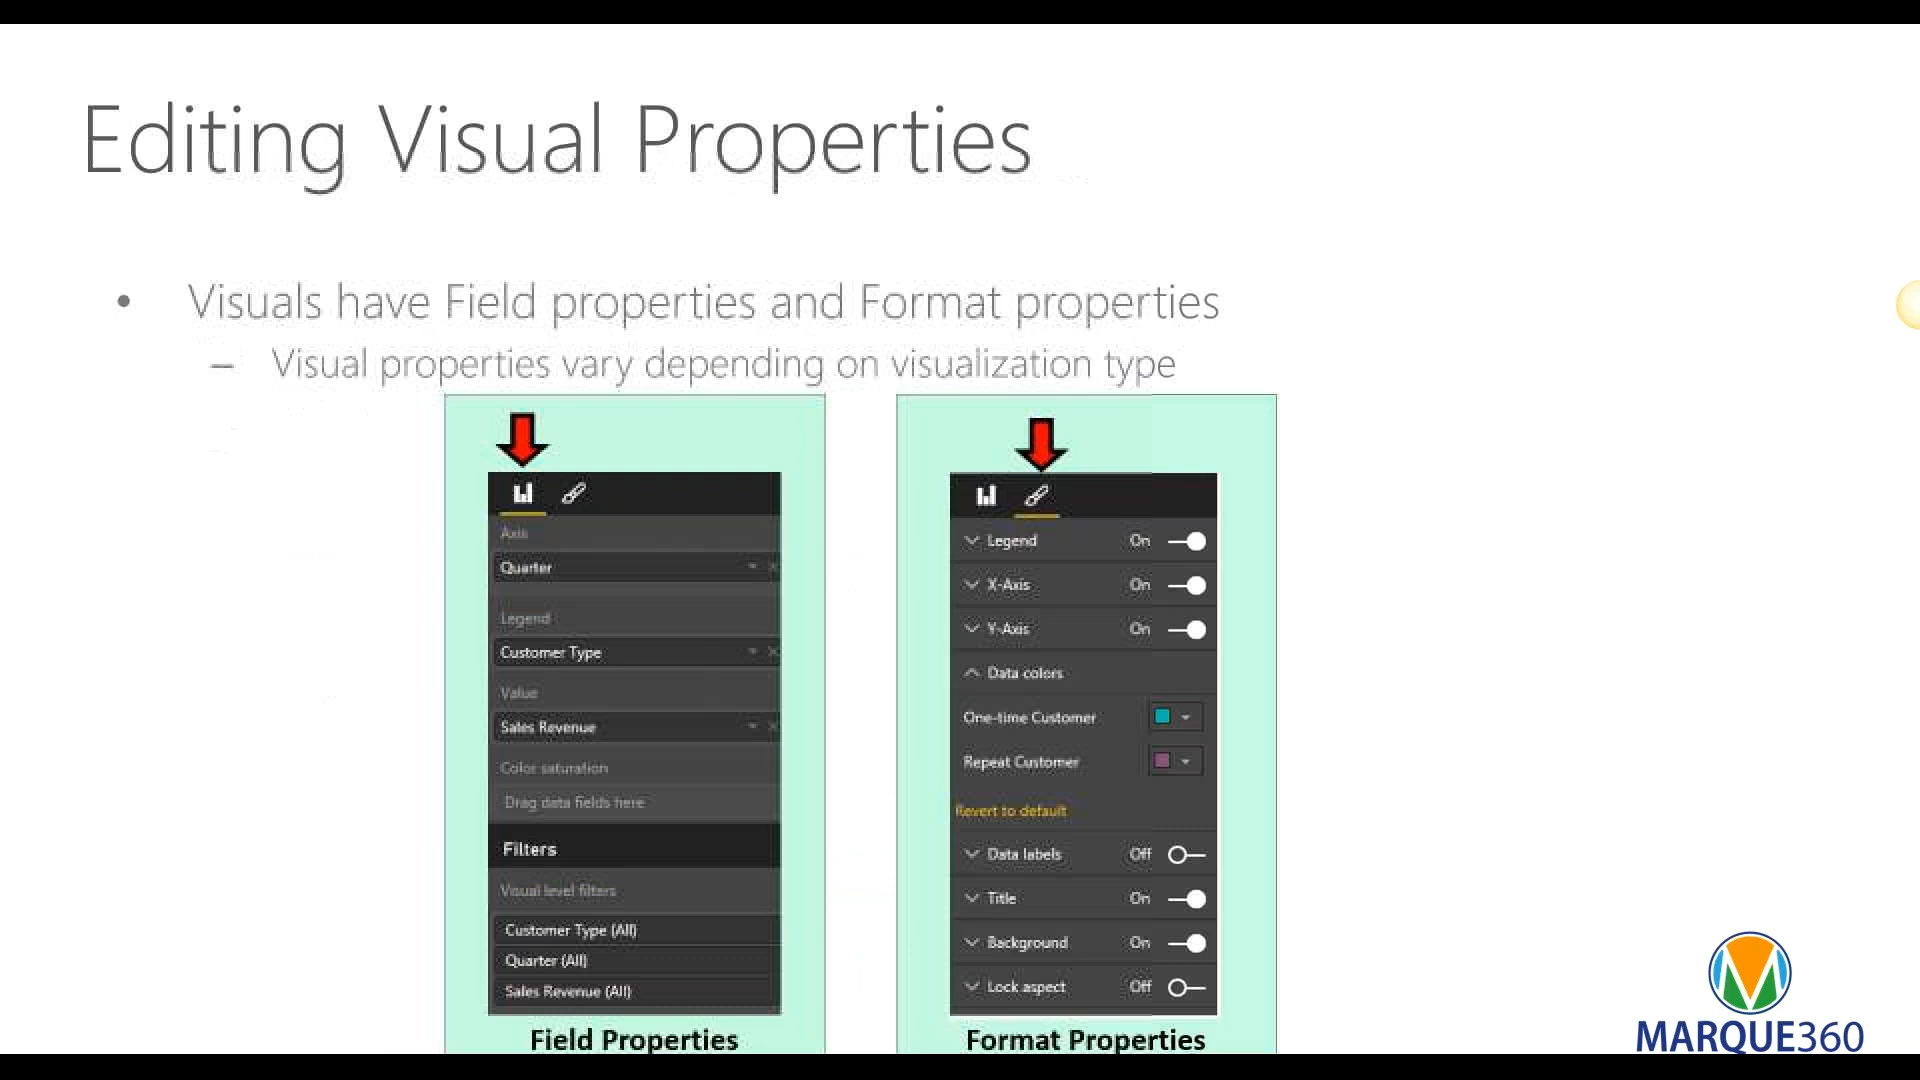 Editing Visual Properties
• Visuals have Field properties and Format properties
– Visual properties vary depending on visualization type
Axis
Quarter
Legend
Customer Type
Value
Sales Revenue
Color saturation
Drag data fields here
Filters
Visual level filters
Customer Type (All)
Quarter (All)
Sales Revenue (All)
Field Properties
Legend On
X-Axis On
Y-Axis On
Data colors
One-time Customer
Repeat Customer
Revert to default
Data labels Off
Title On
Background On
Lock aspect Off
Format Properties
MARQUE360